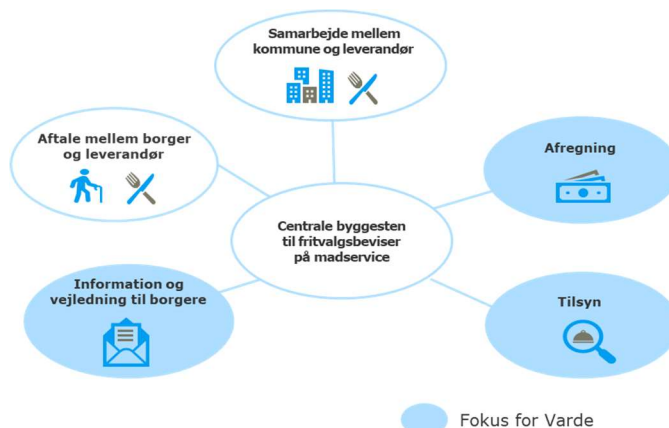 Samarbejde mellem
kommune og leverandør
Aftale mellem borger
og leverandør
Afregning
Centrale byggesten
til fritvalgsbeviser
på madservice
Information og
vejledning til borgere
Tilsyn
Fokus for Varde